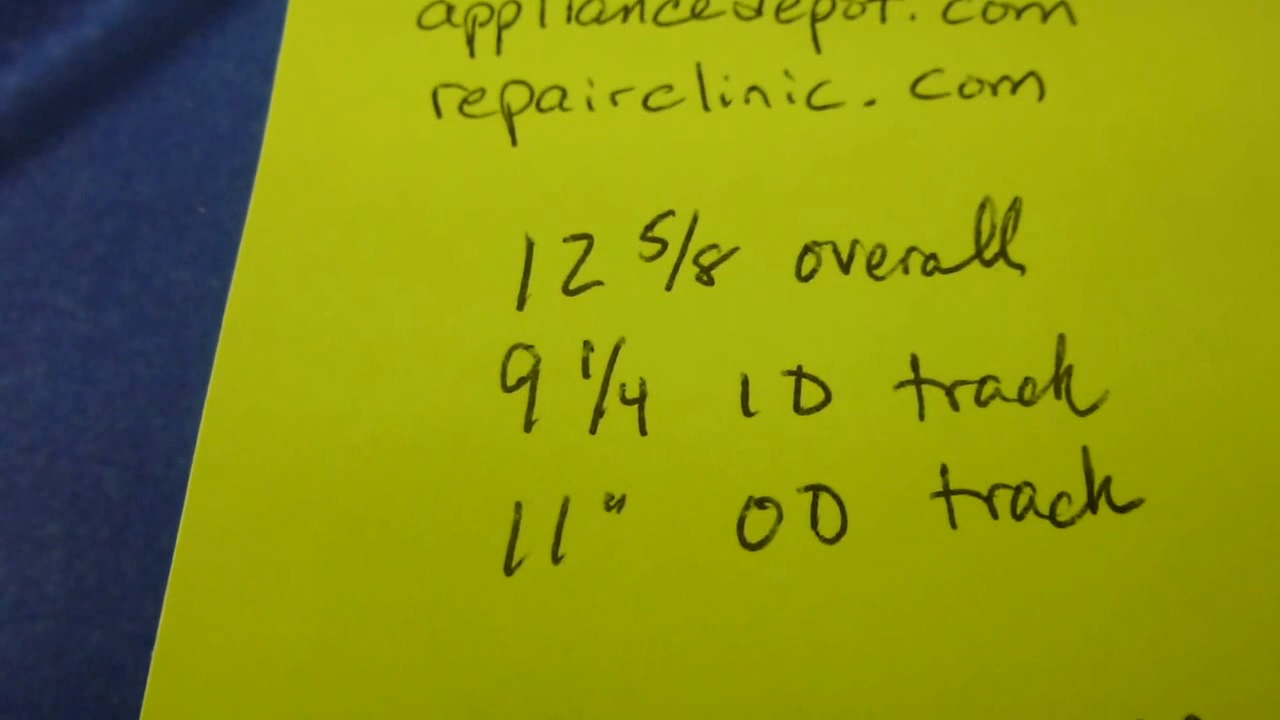 appliancedepot.com
repairclinic.com
12 5/8 overall
9 1/4 ID track
11" OD track